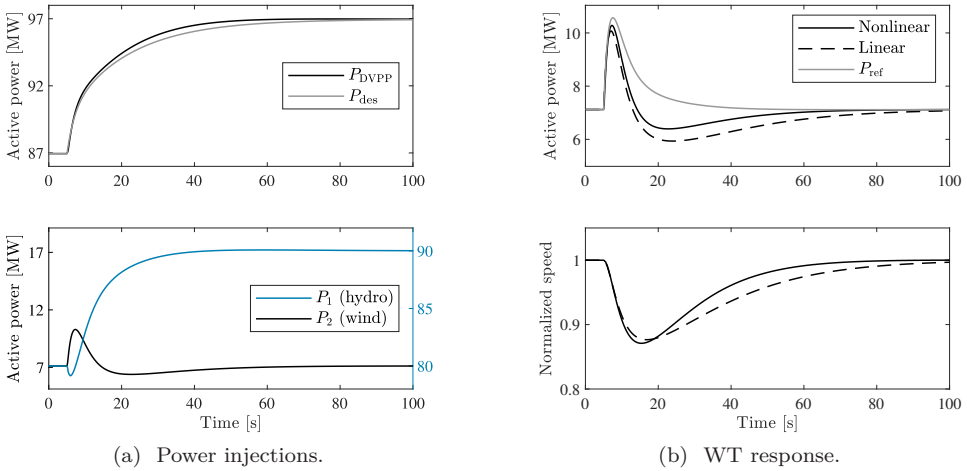 Active power [MW]
97
92
87
0 20 40 60 80 100
P_DVPP
P_des
Active power [MW]
17
12
7
90
85
80
0 20 40 60 80 100
P_1 (hydro)
P_2 (wind)
Time [s]
(a) Power injections.
Active power [MW]
10
8
6
0 20 40 60 80 100
Nonlinear
Linear
P_ref
Normalized speed
1
0.9
0.8
0 20 40 60 80 100
Time [s]
(b) WT response.